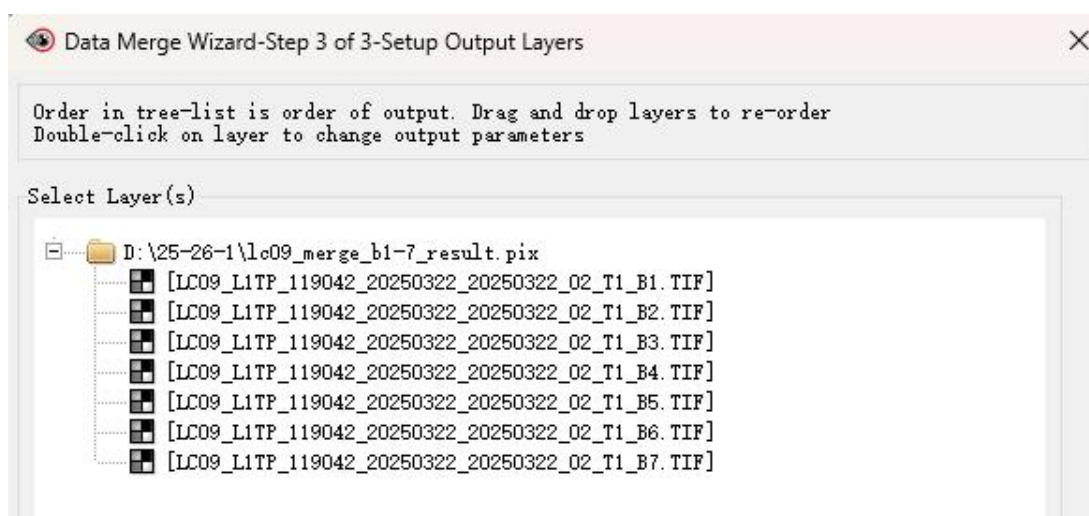 Data Merge Wizard-Step 3 of 3-Setup Output Layers
Order in tree-list is order of output. Drag and drop layers to re-order
Double-click on layer to change output parameters
Select Layer(s)
D:\25-26-1\lc09_merge_b1-7_result.pix
[LC09_L1TP_119042_20250322_20250322_02_T1_B1.TIF]
[LC09_L1TP_119042_20250322_20250322_02_T1_B2.TIF]
[LC09_L1TP_119042_20250322_20250322_02_T1_B3.TIF]
[LC09_L1TP_119042_20250322_20250322_02_T1_B4.TIF]
[LC09_L1TP_119042_20250322_20250322_02_T1_B5.TIF]
[LC09_L1TP_119042_20250322_20250322_02_T1_B6.TIF]
[LC09_L1TP_119042_20250322_20250322_02_T1_B7.TIF]